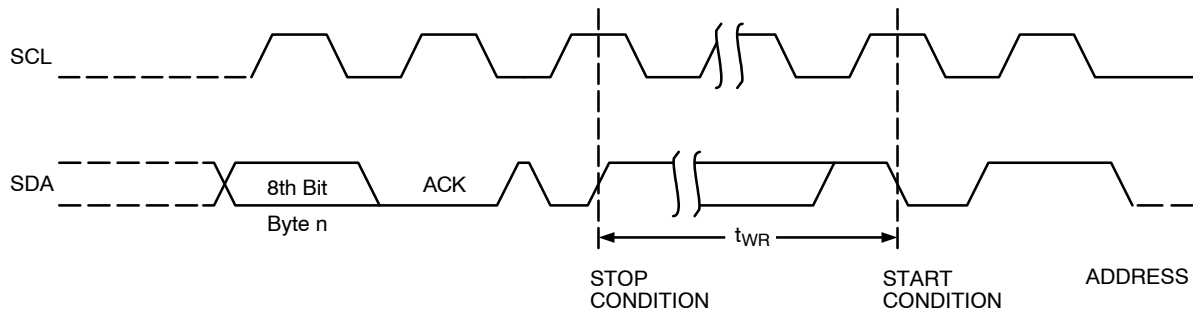 SCL
SDA
8th Bit
ACK
Byte n
tWR
STOP
CONDITION
START
CONDITION
ADDRESS